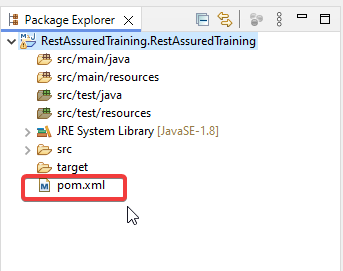 Package Explorer
RestAssuredTraining.RestAssuredTraining
src/main/java
src/main/resources
src/test/java
src/test/resources
JRE System Library [JavaSE-1.8]
src
target
pom.xml